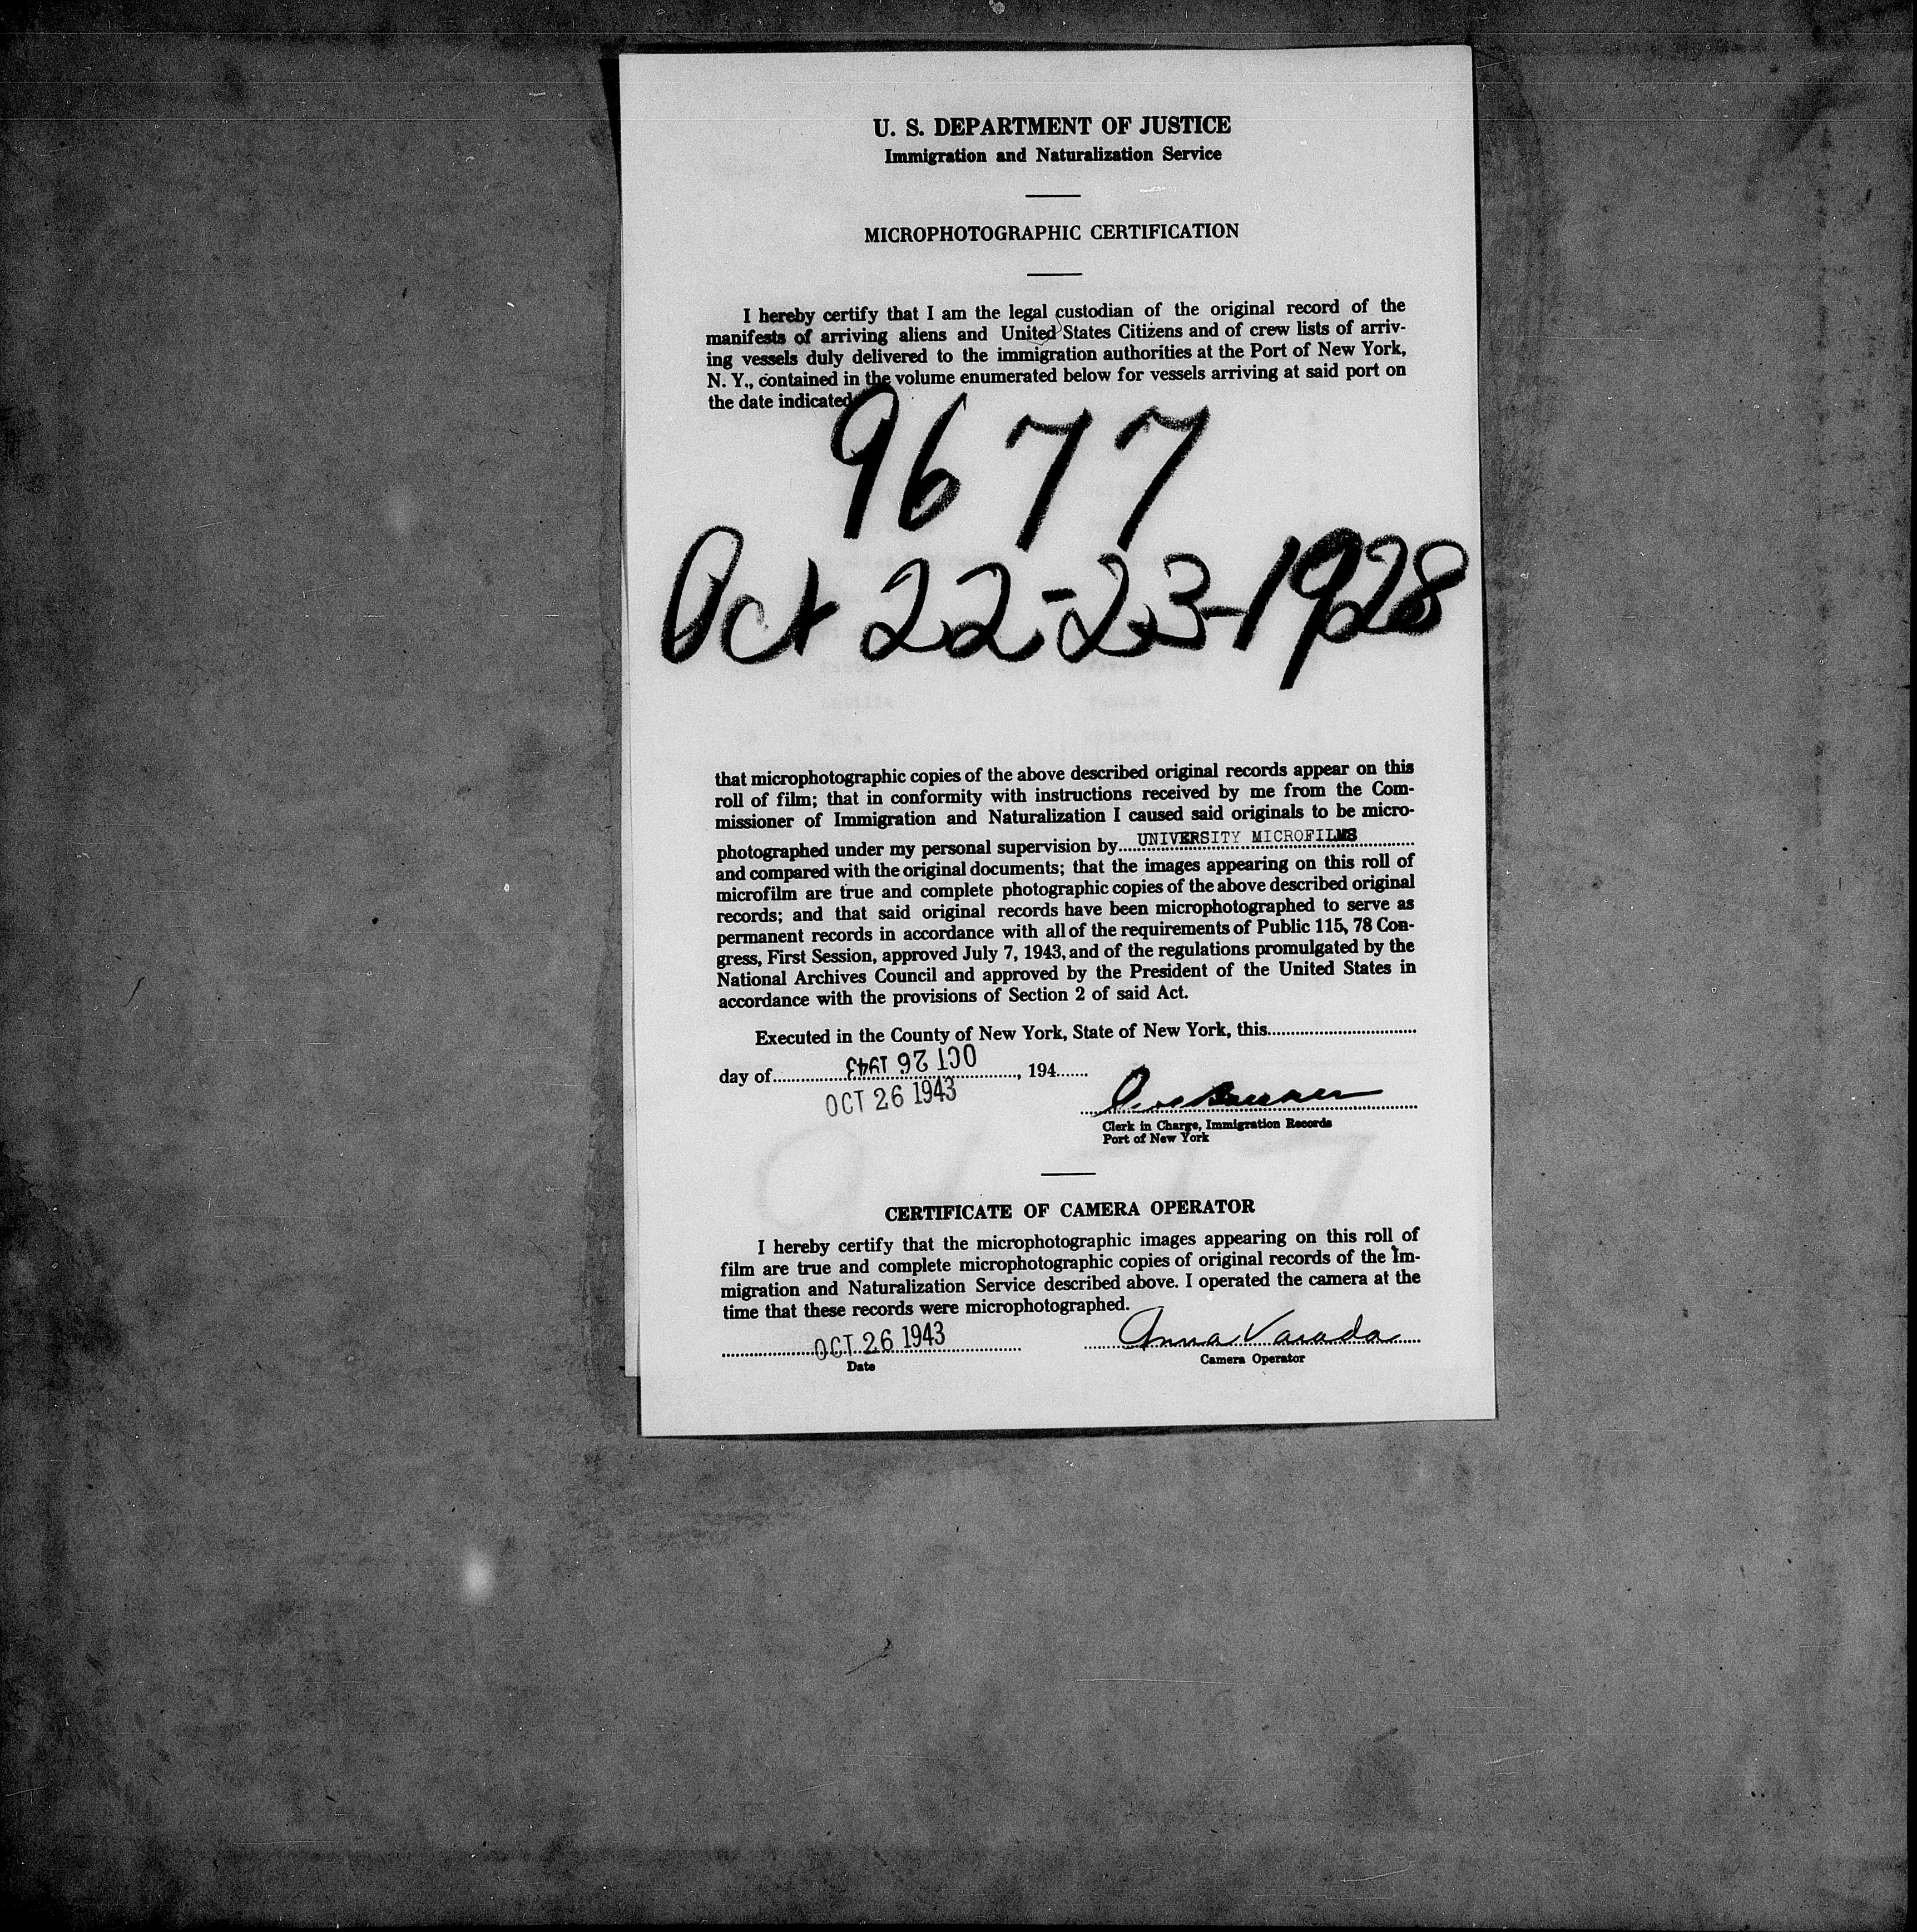 U. S. DEPARTMENT OF JUSTICE
Immigration and Naturalization Service
MICROPHOTOGRAPHIC CERTIFICATION
I hereby certify that I am the legal custodian of the original record of the
manifests of arriving aliens and United States Citizens and of crew lists of arriv-
ing vessels duly delivered to the immigration authorities at the Port of New York,
N. Y., contained in the volume enumerated below for vessels arriving at said port on
the date indicated
9677
Oct 22-23-1928
that microphotographic copies of the above described original records appear on this
roll of film; that in conformity with instructions received by me from the Com-
missioner of Immigration and Naturalization I caused said originals to be micro-
photographed under my personal supervision by UNIVERSITY MICROFILMS
and compared with the original documents; that the images appearing on this roll of
microfilm are true and complete photographic copies of the above described original
records; and that said original records have been microphotographed to serve as
permanent records in accordance with all of the requirements of Public 115, 78 Con-
gress, First Session, approved July 7, 1943, and of the regulations promulgated by the
National Archives Council and approved by the President of the United States in
accordance with the provisions of Section 2 of said Act.
Executed in the County of New York, State of New York, this
day of OCT 26 1943, 194
OCT 26 1943
Clerk in Charge, Immigration Records
Port of New York
CERTIFICATE OF CAMERA OPERATOR
I hereby certify that the microphotographic images appearing on this roll of
film are true and complete microphotographic copies of original records of the Im-
migration and Naturalization Service described above. I operated the camera at the
time that these records were microphotographed.
OCT 26 1943 Anna Varada
Date Camera Operator